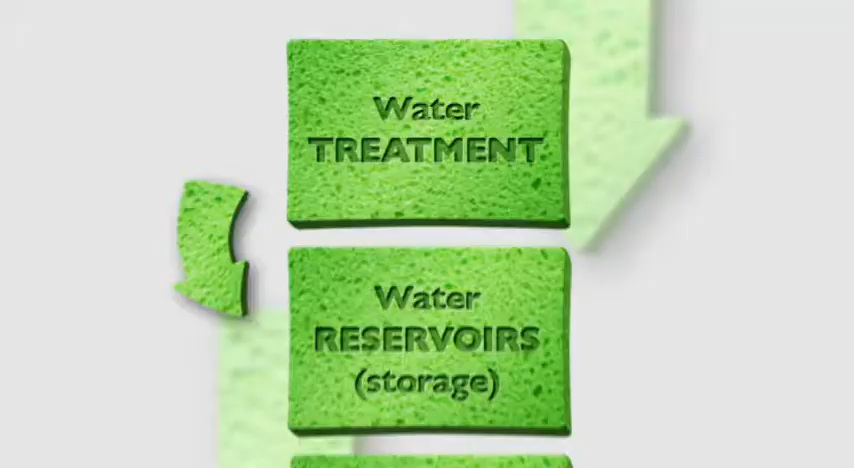 Water
TREATMENT
Water
RESERVOIRS
(storage)